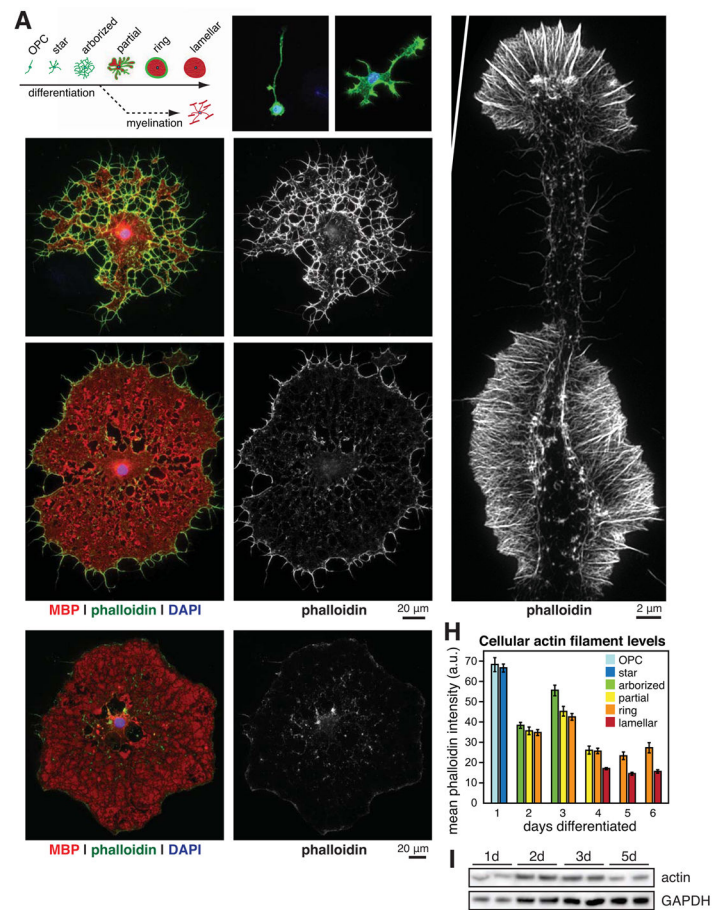 A
OPC
star
arborized
partial
ring
lamellar
differentiation
myelination
MBP I phalloidin I DAPI
phalloidin
20 µm
phalloidin
2 µm
MBP I phalloidin I DAPI
phalloidin
20 µm
H
Cellular actin filament levels
mean phalloidin intensity (a.u.)
70
60
50
40
30
20
10
0
OPC
star
arborized
partial
ring
lamellar
1 2 3 4 5 6
days differentiated
I
1d 2d 3d 5d
actin
GAPDH